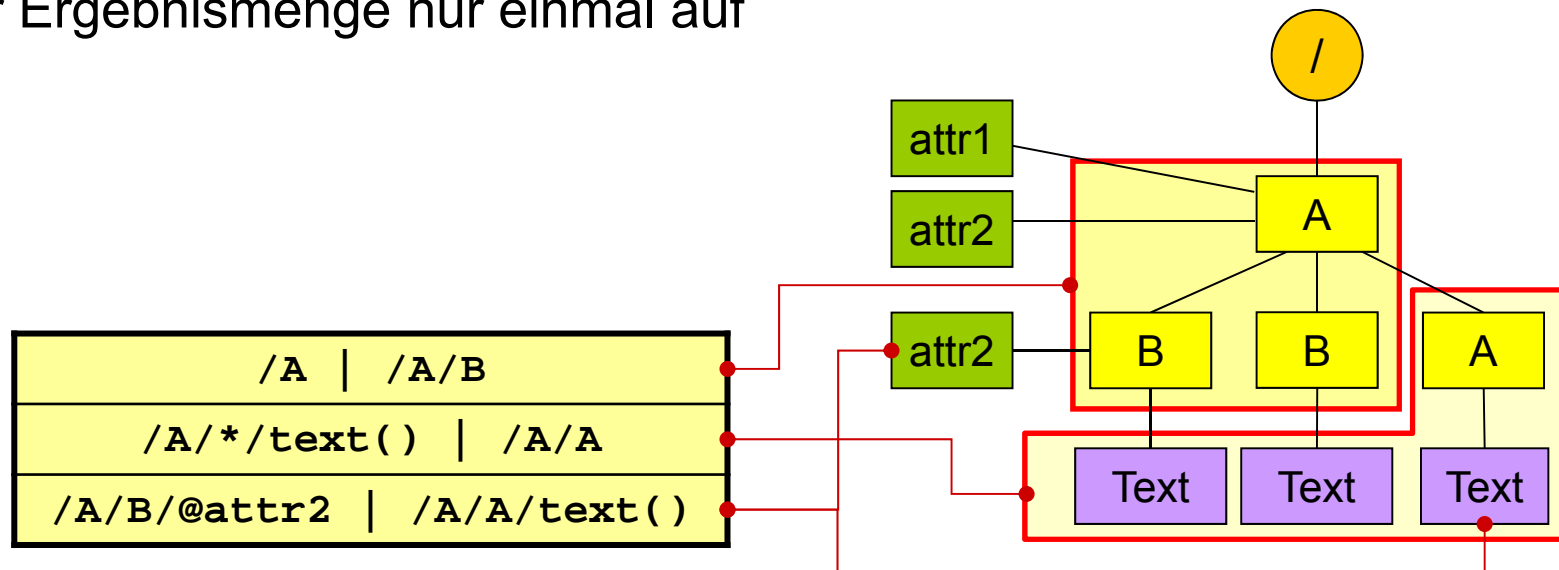 r Ergebnismenge nur einmal auf
/
attr1
A
attr2
attr2
B
B
A
/A | /A/B
/A/*/text() | /A/A
Text
Text
Text
/A/B/@attr2 | /A/A/text()